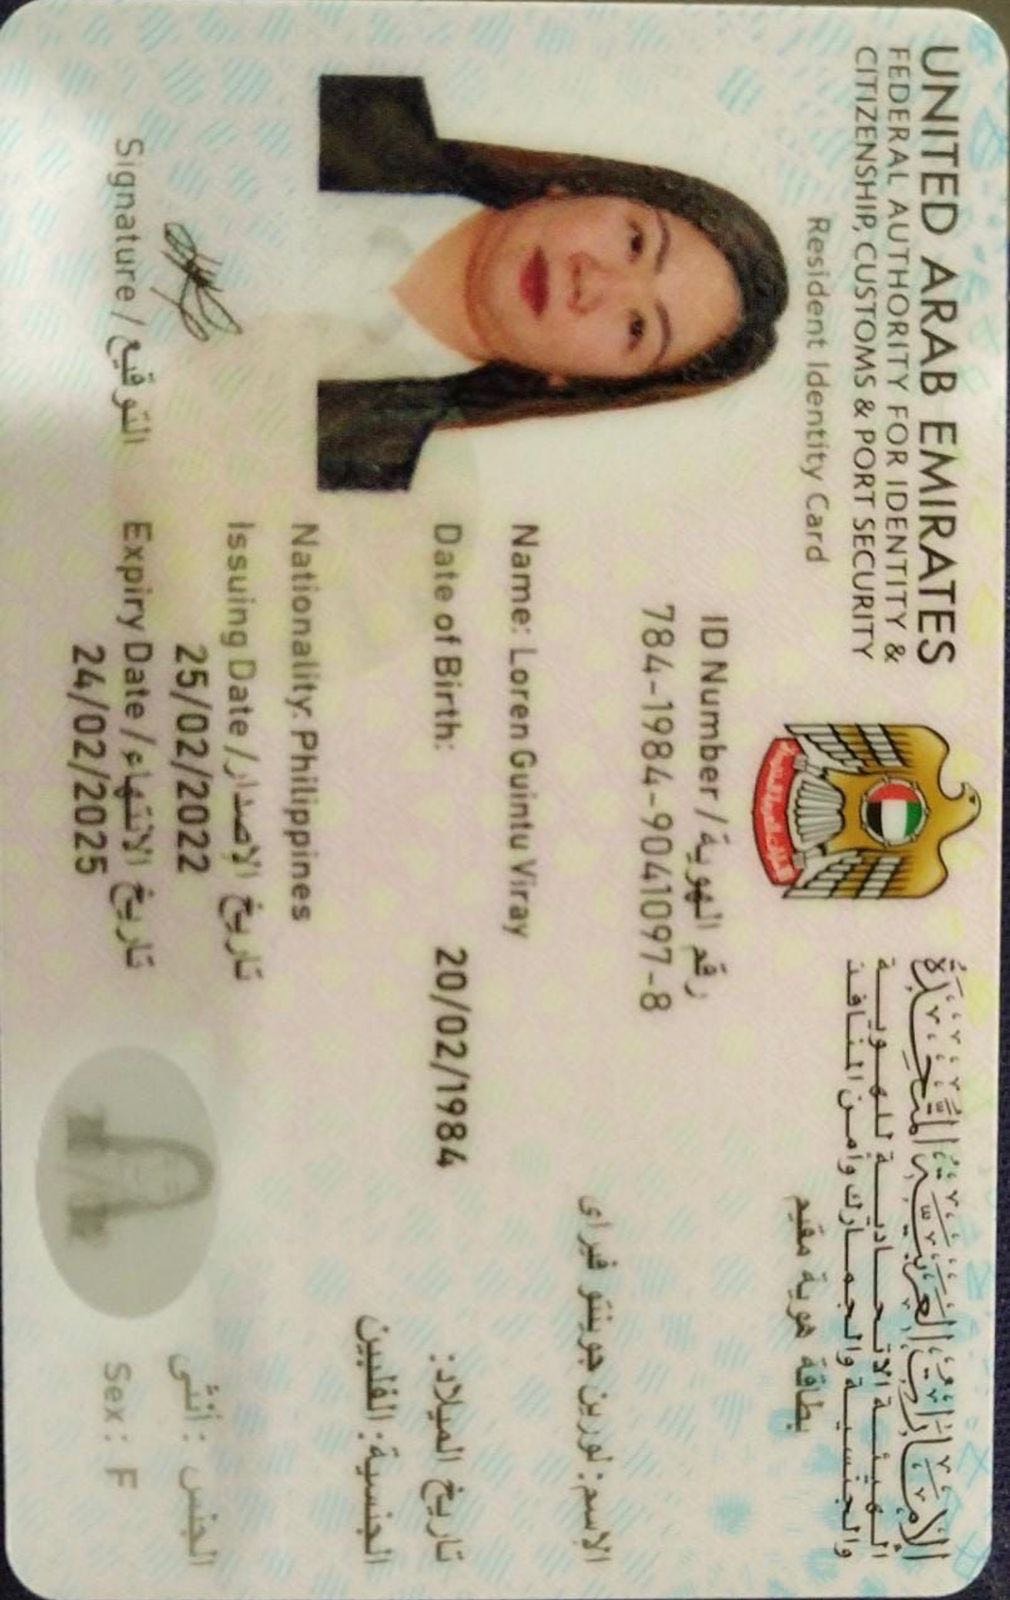 UNITED ARAB EMIRATES
FEDERAL AUTHORITY FOR IDENTITY &
CITIZENSHIP, CUSTOMS & PORT SECURITY
Resident Identity Card
الإمارات العربية المتحدة
الهيئة الاتحادية للهوية
والجنسية والجمارك وأمن المنافذ
بطاقة هوية مقيم
ID Number / رقم الهوية
784-1984-9041097-8
الاسم: لورين جوينتو فيراى
Name: Loren Guintu Viray
Date of Birth: 20/02/1984 تاريخ الميلاد:
الجنسية: الفلبين
Nationality: Philippines
Issuing Date / تاريخ الإصدار
25/02/2022
Expiry Date / تاريخ الانتهاء
24/02/2025
Signature / التوقيع
الجنس : أنثى
Sex : F